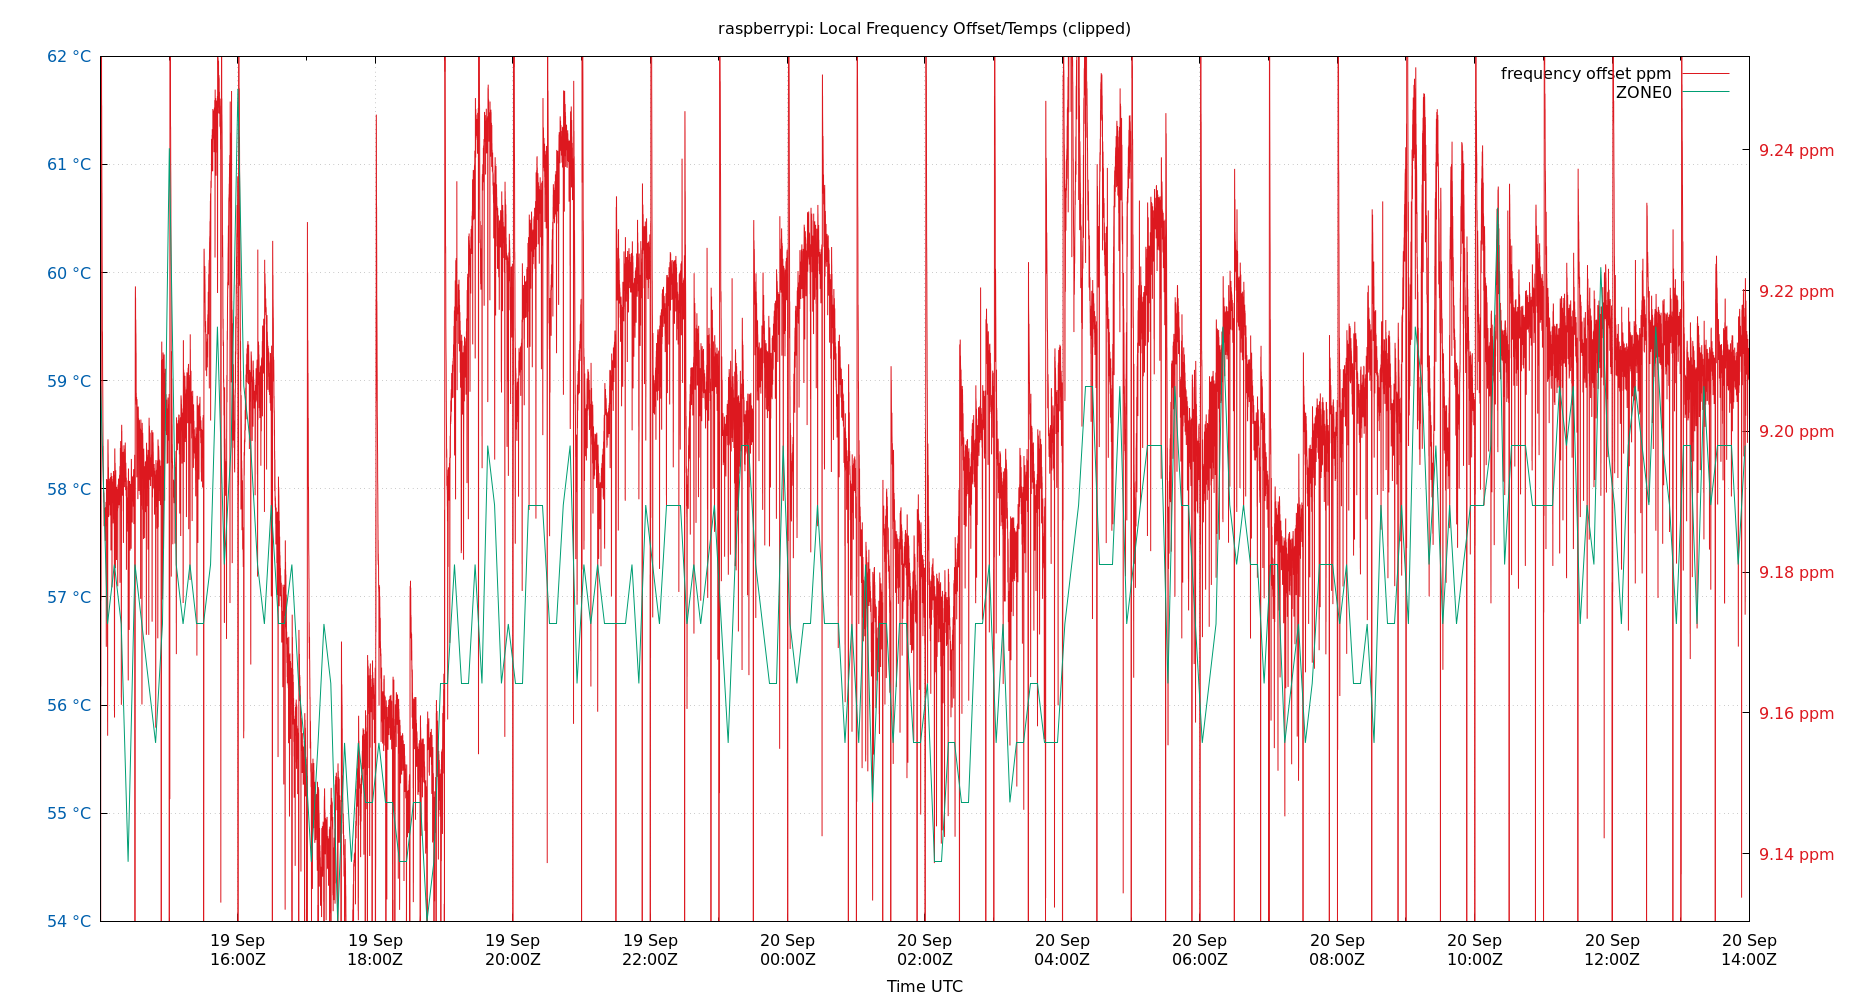 raspberrypi: Local Frequency Offset/Temps (clipped)
62 °C
61 °C
60 °C
59 °C
58 °C
57 °C
56 °C
55 °C
54 °C
frequency offset ppm
ZONE0
9.24 ppm
9.22 ppm
9.20 ppm
9.18 ppm
9.16 ppm
9.14 ppm
19 Sep 19 Sep 19 Sep 19 Sep 20 Sep 20 Sep 20 Sep 20 Sep 20 Sep 20 Sep 20 Sep 20 Sep
16:00Z 18:00Z 20:00Z 22:00Z 00:00Z 02:00Z 04:00Z 06:00Z 08:00Z 10:00Z 12:00Z 14:00Z
Time UTC